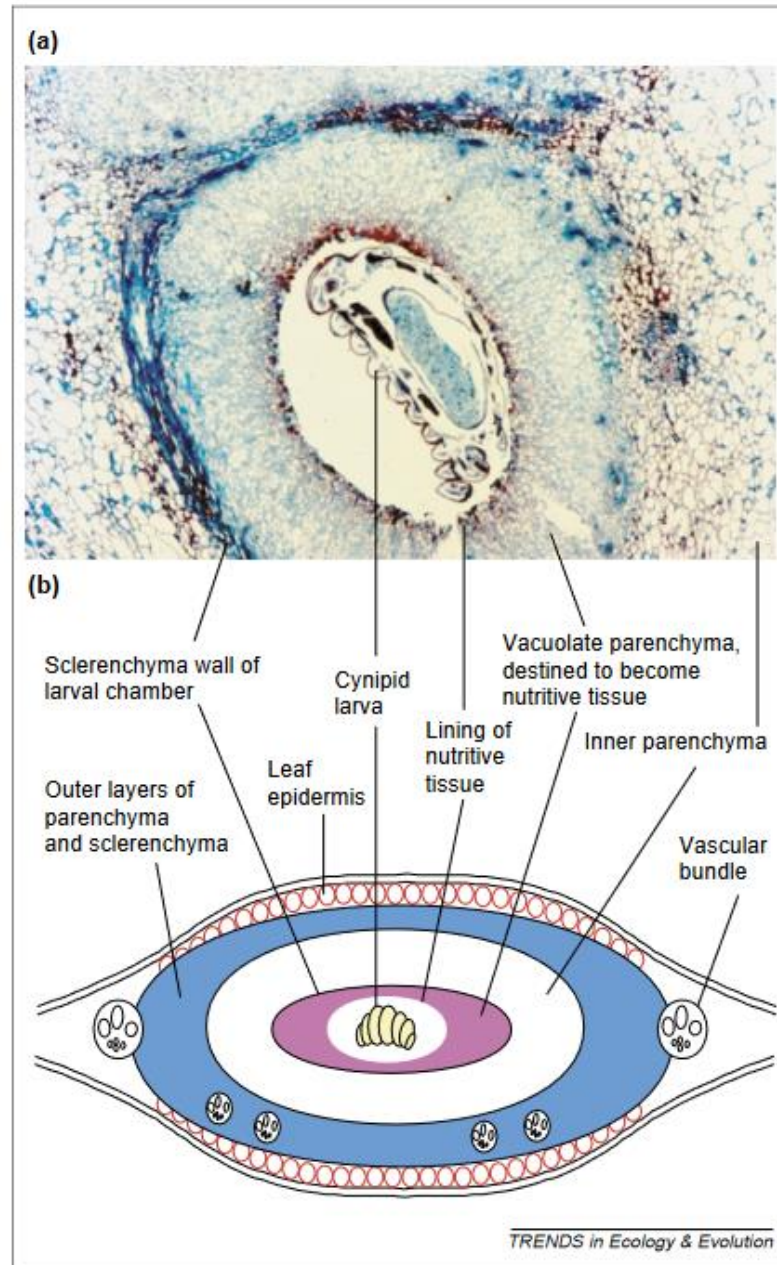 (a)
(b)
Sclerenchyma wall of
larval chamber
Cynipid
larva
Vacuolate parenchyma,
destined to become
nutritive tissue
Lining of
nutritive
tissue
Inner parenchyma
Leaf
epidermis
Outer layers of
parenchyma
and sclerenchyma
Vascular
bundle
TRENDS in Ecology & Evolution